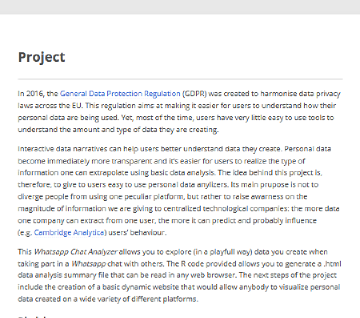 Project
In 2016, the General Data Protection Regulation (GDPR) was created to harmonise data privacy
laws across the EU. This regulation aims at making it easier for users to understand how their
personal data are being used. Yet, most of the time, users have very little easy to use tools to
understand the amount and type of data they are creating.
Interactive data narratives can help users better understand data they create. Personal data
become immediately more transparent and it's easier for users to realize the type of
information one can extrapolate using basic data analysis. The idea behind this project is,
therefore, to give to users easy to use personal data anylizers. Its main prupose is not to
diverge people from using one peculiar platform, but rather to raise awarness on the
magnitude of information we are giving to centralized technological companies: the more data
one company can extract from one user, the more it can predict and probably influence
(e.g. Cambridge Analytica) users' behaviour.
This Whatsapp Chat Analyzer allows you to explore (in a playfull way) data you create when
taking part in a Whatsapp chat with others. The R code provided allows you to generate a .html
data analysis summary file that can be read in any web browser. The next steps of the project
include the creation of a basic dynamic website that would allow anybody to visualize personal
data created on a wide variety of different platforms.